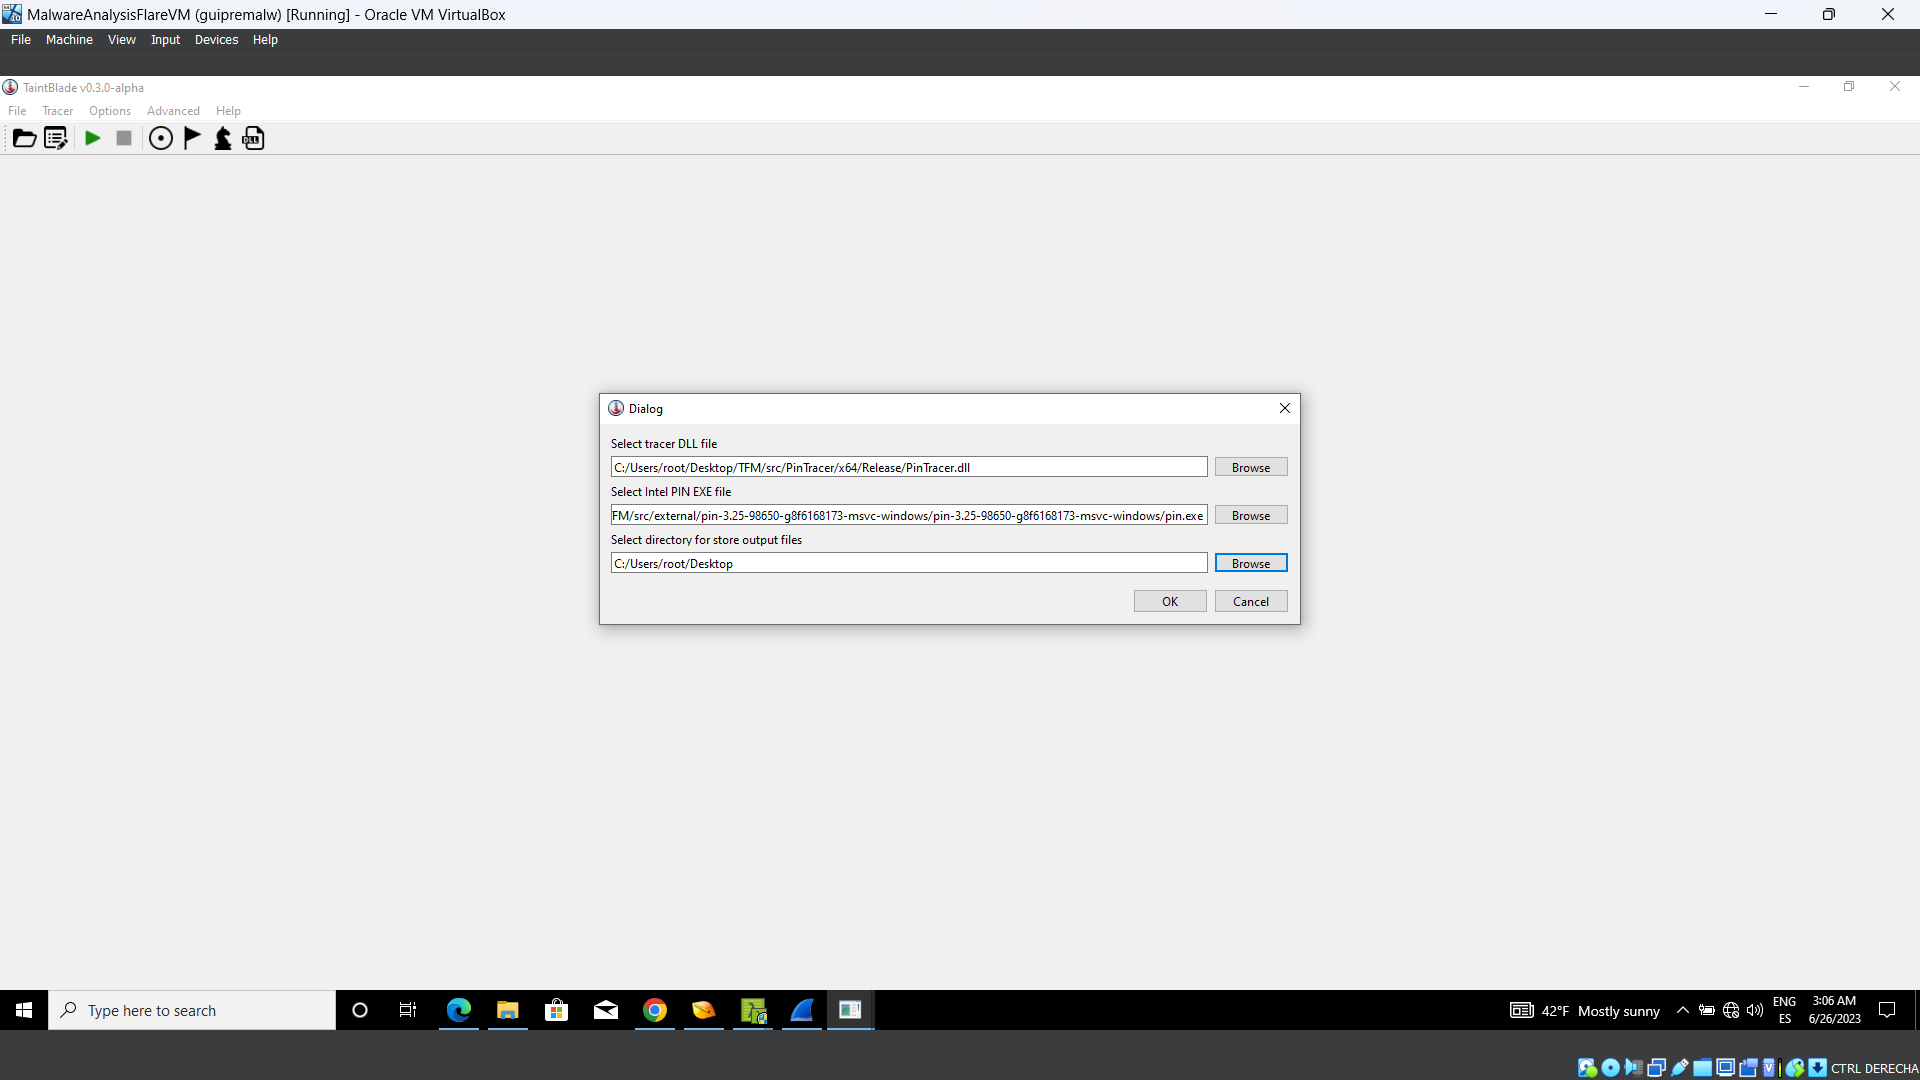 MalwareAnalysisFlareVM (guipremalw) [Running] - Oracle VM VirtualBox
File Machine View Input Devices Help
TaintBlade v0.3.0-alpha
File Tracer Options Advanced Help
DLL
Dialog
Select tracer DLL file
C:/Users/root/Desktop/TFM/src/PinTracer/x64/Release/PinTracer.dll Browse
Select Intel PIN EXE file
FM/src/external/pin-3.25-98650-g8f6168173-msvc-windows/pin-3.25-98650-g8f6168173-msvc-windows/pin.exe Browse
Select directory for store output files
C:/Users/root/Desktop Browse
OK Cancel
Type here to search
42°F Mostly sunny
ENG
ES
3:06 AM
6/26/2023
CTRL DERECHA